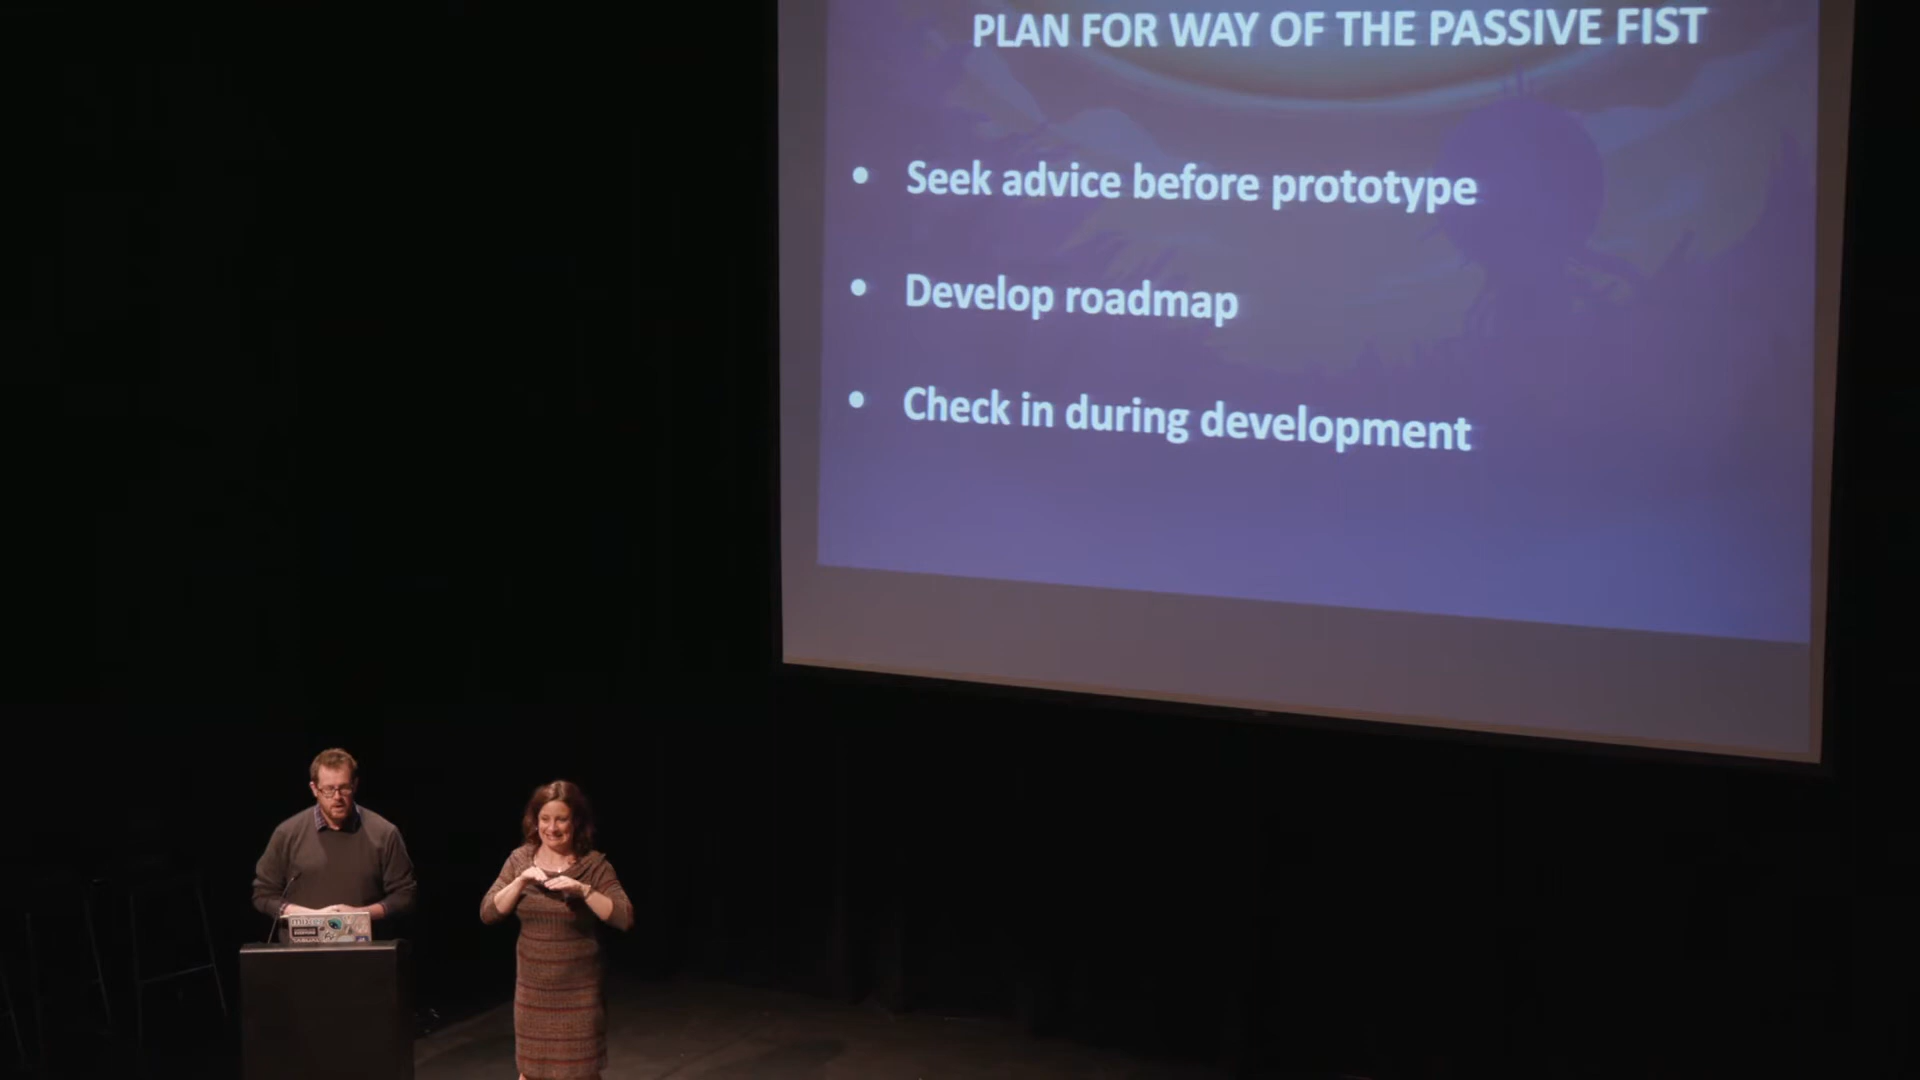 PLAN FOR WAY OF THE PASSIVE FIST
• Seek advice before prototype
• Develop roadmap
• Check in during development